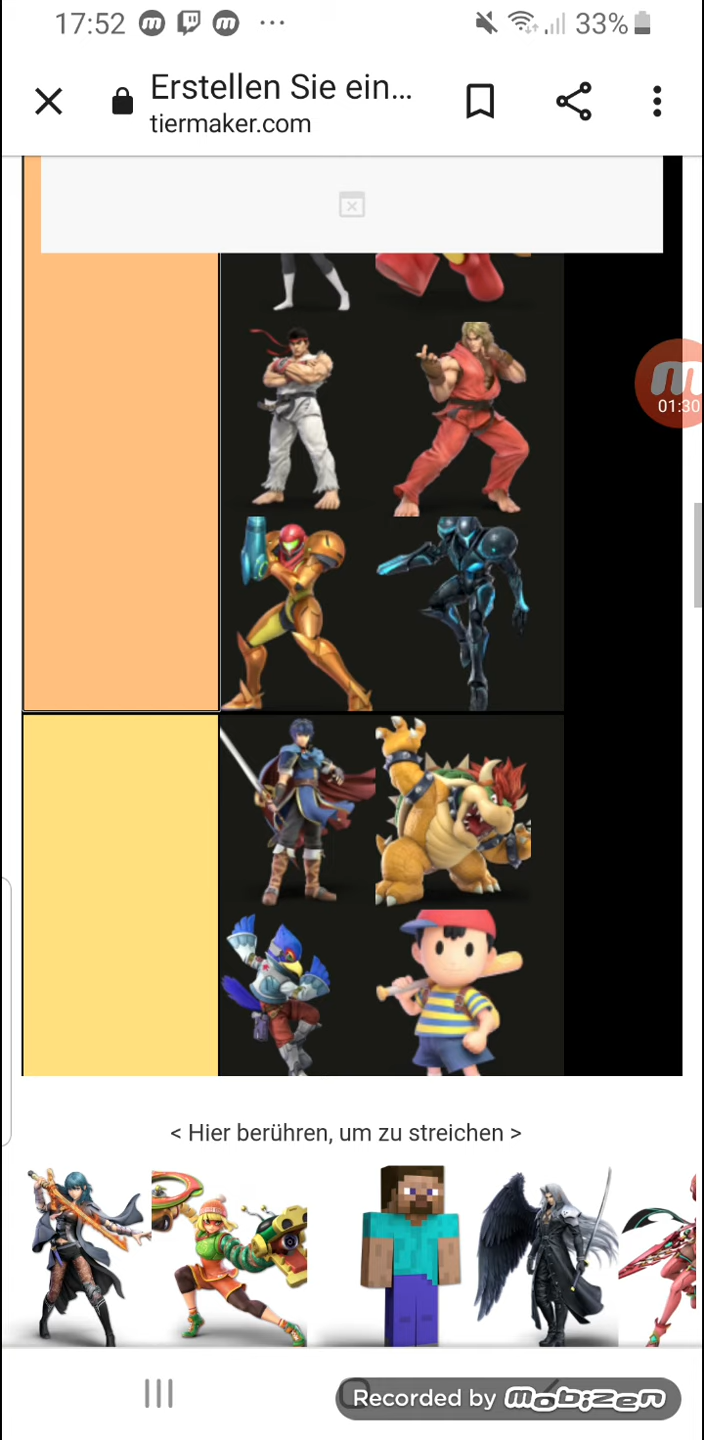 17:52 m m ... 33%
Erstellen Sie ein...
tiermaker.com
m
01:30
< Hier berühren, um zu streichen >
Recorded by mobizen